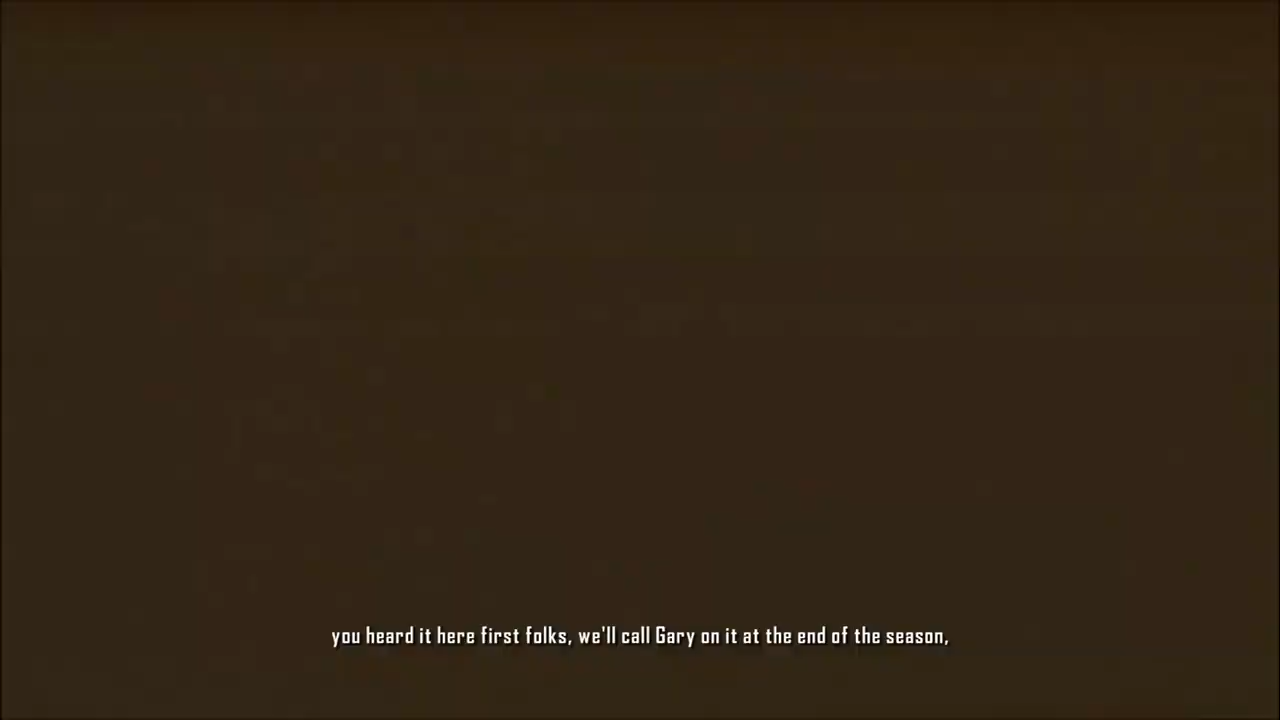 you heard it here first folks, we'll call Gary on it at the end of the season,